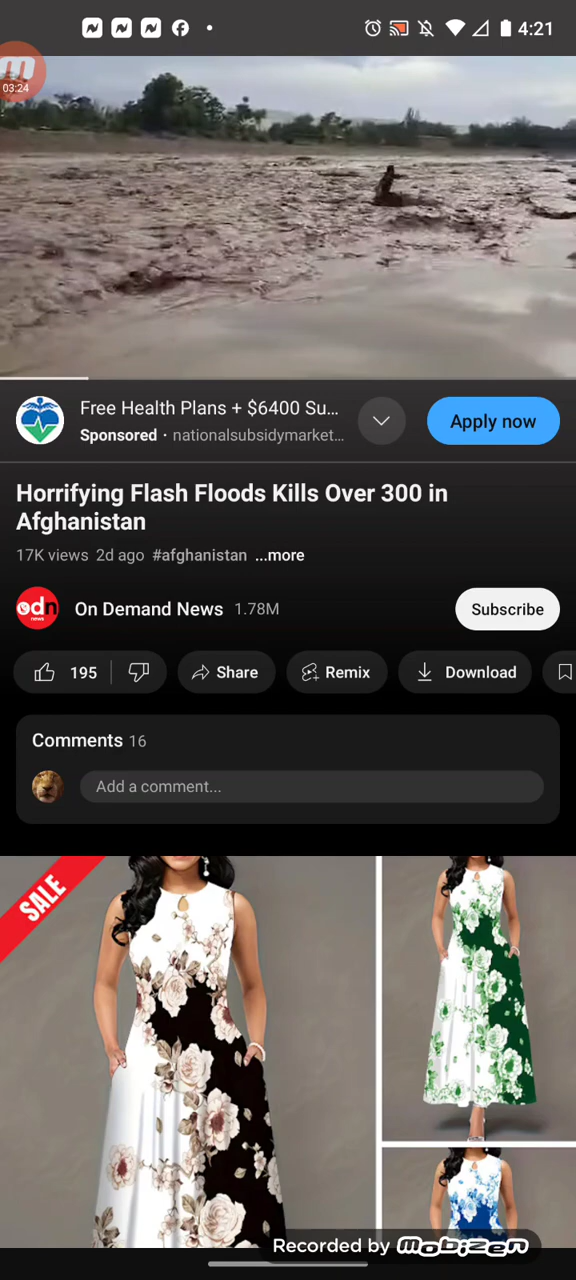 4:21
03:24
Free Health Plans + $6400 Su...
Sponsored · nationalsubsidymarket...
Apply now
Horrifying Flash Floods Kills Over 300 in
Afghanistan
17K views 2d ago #afghanistan ...more
odn
news
On Demand News 1.78M
Subscribe
195
Share
Remix
Download
Comments 16
Add a comment...
SALE
Recorded by mobizen